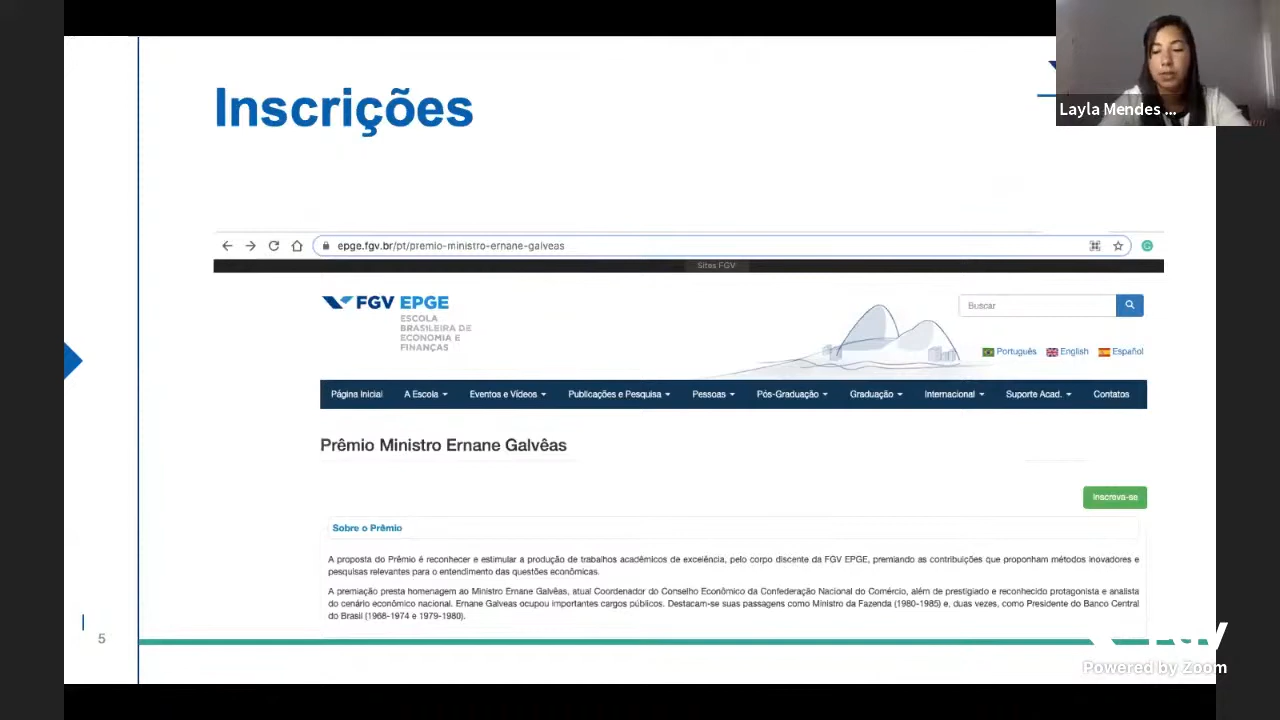 Inscrições
Layla Mendes ...
epge.fgv.br/pt/premio-ministro-ernane-galveas
Sites FGV
FGV EPGE
ESCOLA
BRASILEIRA DE
ECONOMIA E
FINANÇAS
Buscar
Português English Español
Página Inicial A Escola Eventos e Vídeos Publicações e Pesquisa Pessoas Pós-Graduação Graduação Internacional Suporte Acad. Contatos
Prêmio Ministro Ernane Galvêas
Inscreva-se
Sobre o Prêmio
A proposta do Prêmio é reconhecer e estimular a produção de trabalhos acadêmicos de excelência, pelo corpo discente da FGV EPGE, premiando as contribuições que proponham métodos inovadores e
pesquisas relevantes para o entendimento das questões econômicas.
A premiação presta homenagem ao Ministro Ernane Galvêas, atual Coordenador do Conselho Econômico da Confederação Nacional do Comércio, além de prestigiado e reconhecido protagonista e analista
do cenário econômico nacional. Ernane Galveas ocupou importantes cargos públicos. Destacam-se suas passagens como Ministro da Fazenda (1980-1985) e, duas vezes, como Presidente do Banco Central
do Brasil (1968-1974 e 1979-1980).
5
Powered by Zoom